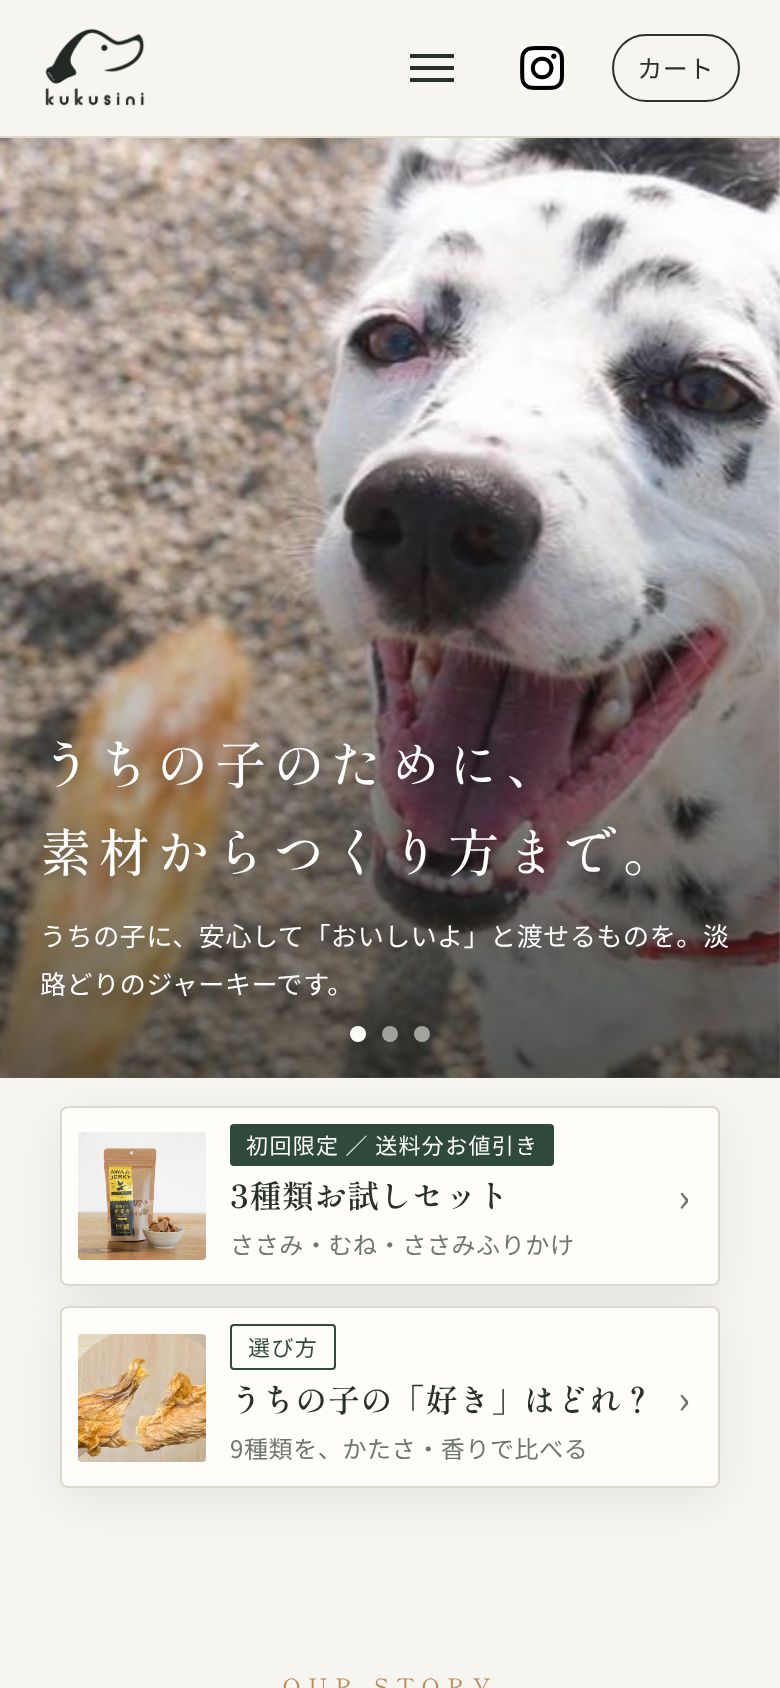 kukusini
カート
うちの子のために、
素材からつくり方まで。
うちの子に、安心して「おいしいよ」と渡せるものを。淡
路どりのジャーキーです。
初回限定 ／ 送料分お値引き
3種類お試しセット
ささみ・むね・ささみふりかけ
AWAJI
JERKY
選び方
うちの子の「好き」はどれ？
9種類を、かたさ・香りで比べる
OUR STORY